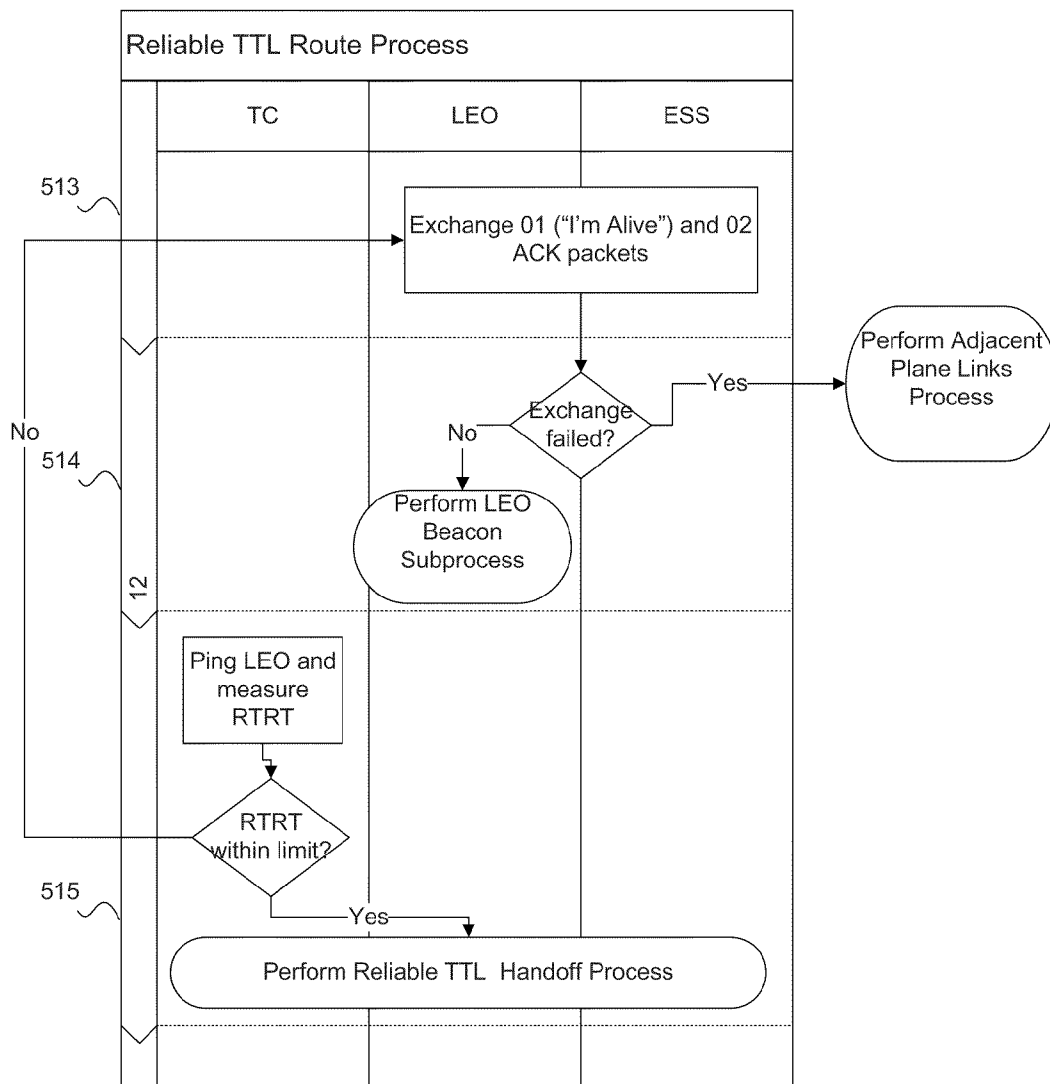 Reliable TTL Route Process
TC
LEO
ESS
513
Exchange 01 ("I'm Alive") and 02
ACK packets
Perform Adjacent
Plane Links
Process
Yes
Exchange
failed?
No
No
514
Perform LEO
Beacon
Subprocess
12
Ping LEO and
measure
RTRT
RTRT
within limit?
515
Yes
Perform Reliable TTL Handoff Process